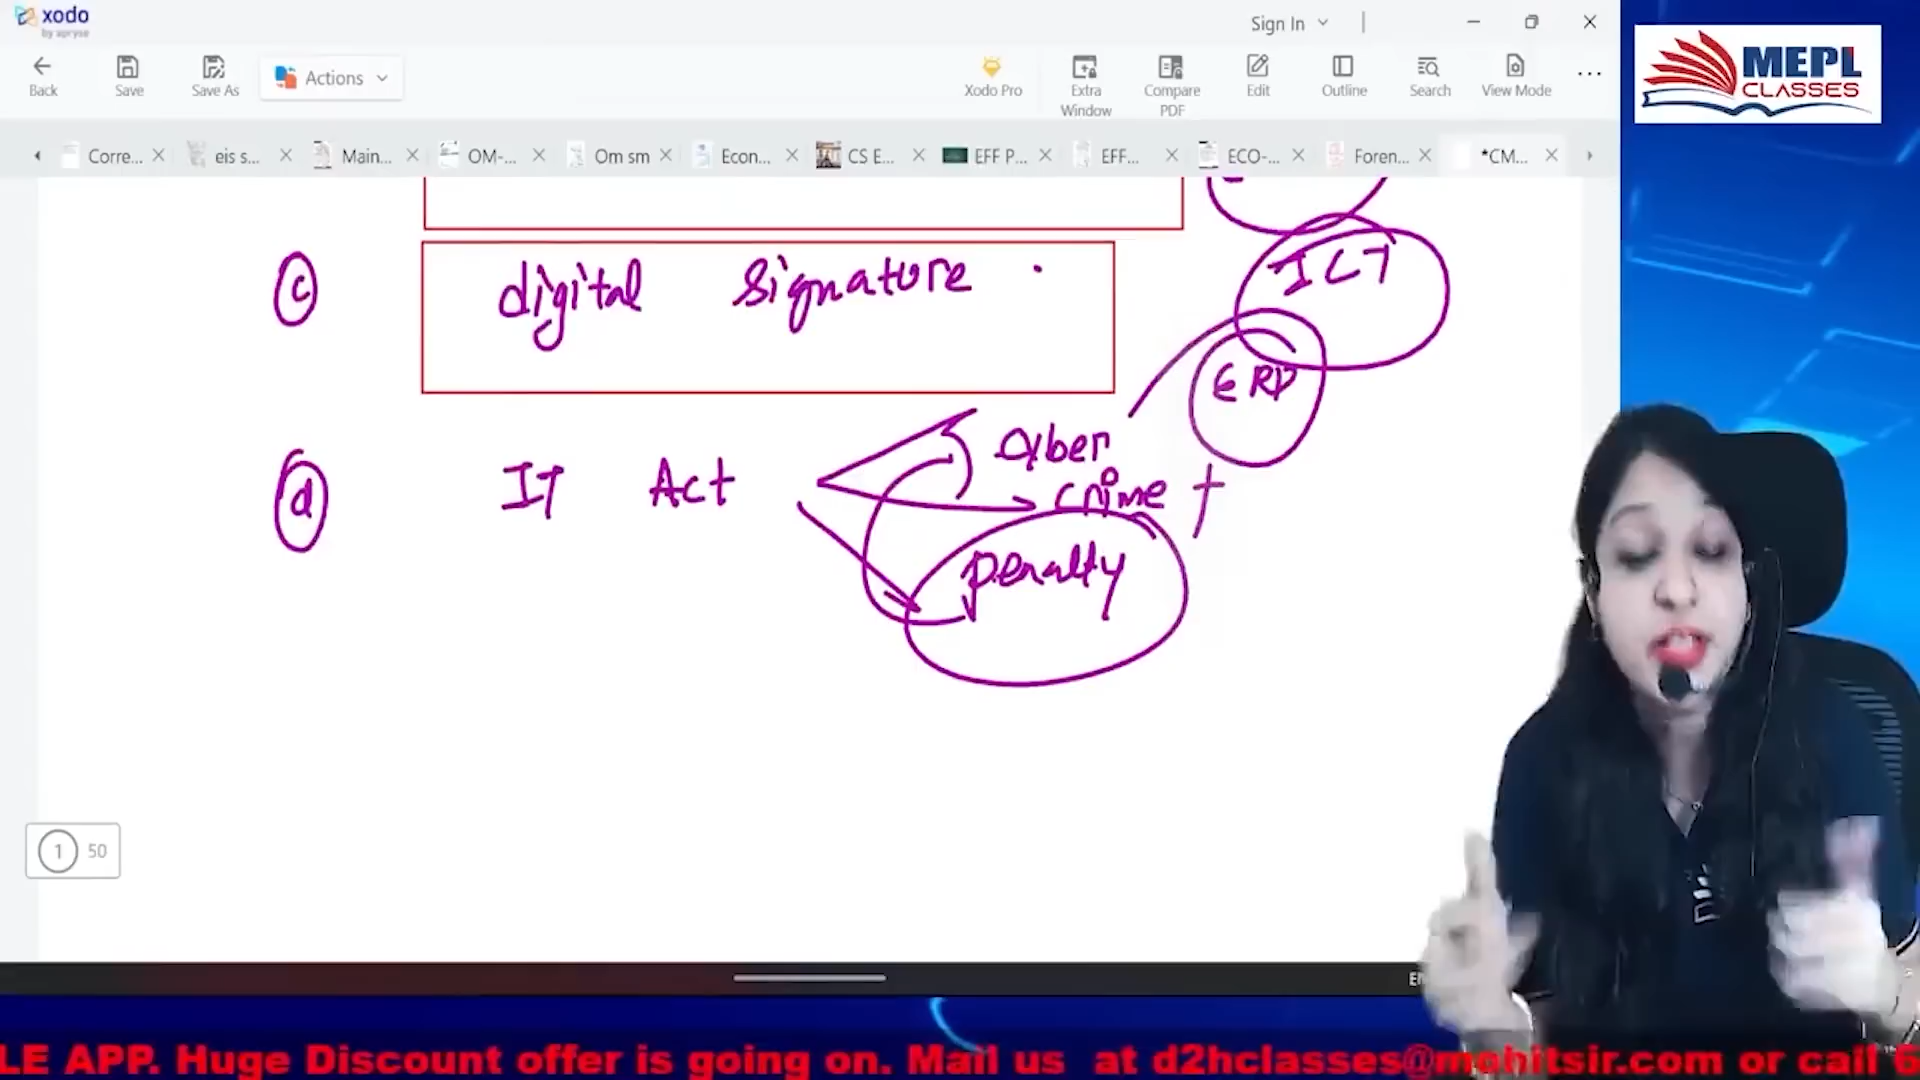 xodo
by apryse
Sign In
Back
Save
Save As
Actions
Xodo Pro
Extra Window
Compare PDF
Edit
Outline
Search
View Mode
MEPL
CLASSES
Corre...
eis s...
Main...
OM-...
Om sm
Econ...
CS E...
EFF P...
EFF...
ECO-...
Foren...
*CM...
ICT
c digital signature .
ERP
d IT Act
Cyber
crime +
penalty
1 50
LE APP. Huge Discount offer is going on. Mail us at d2hclasses@mohitsir.com or call 6